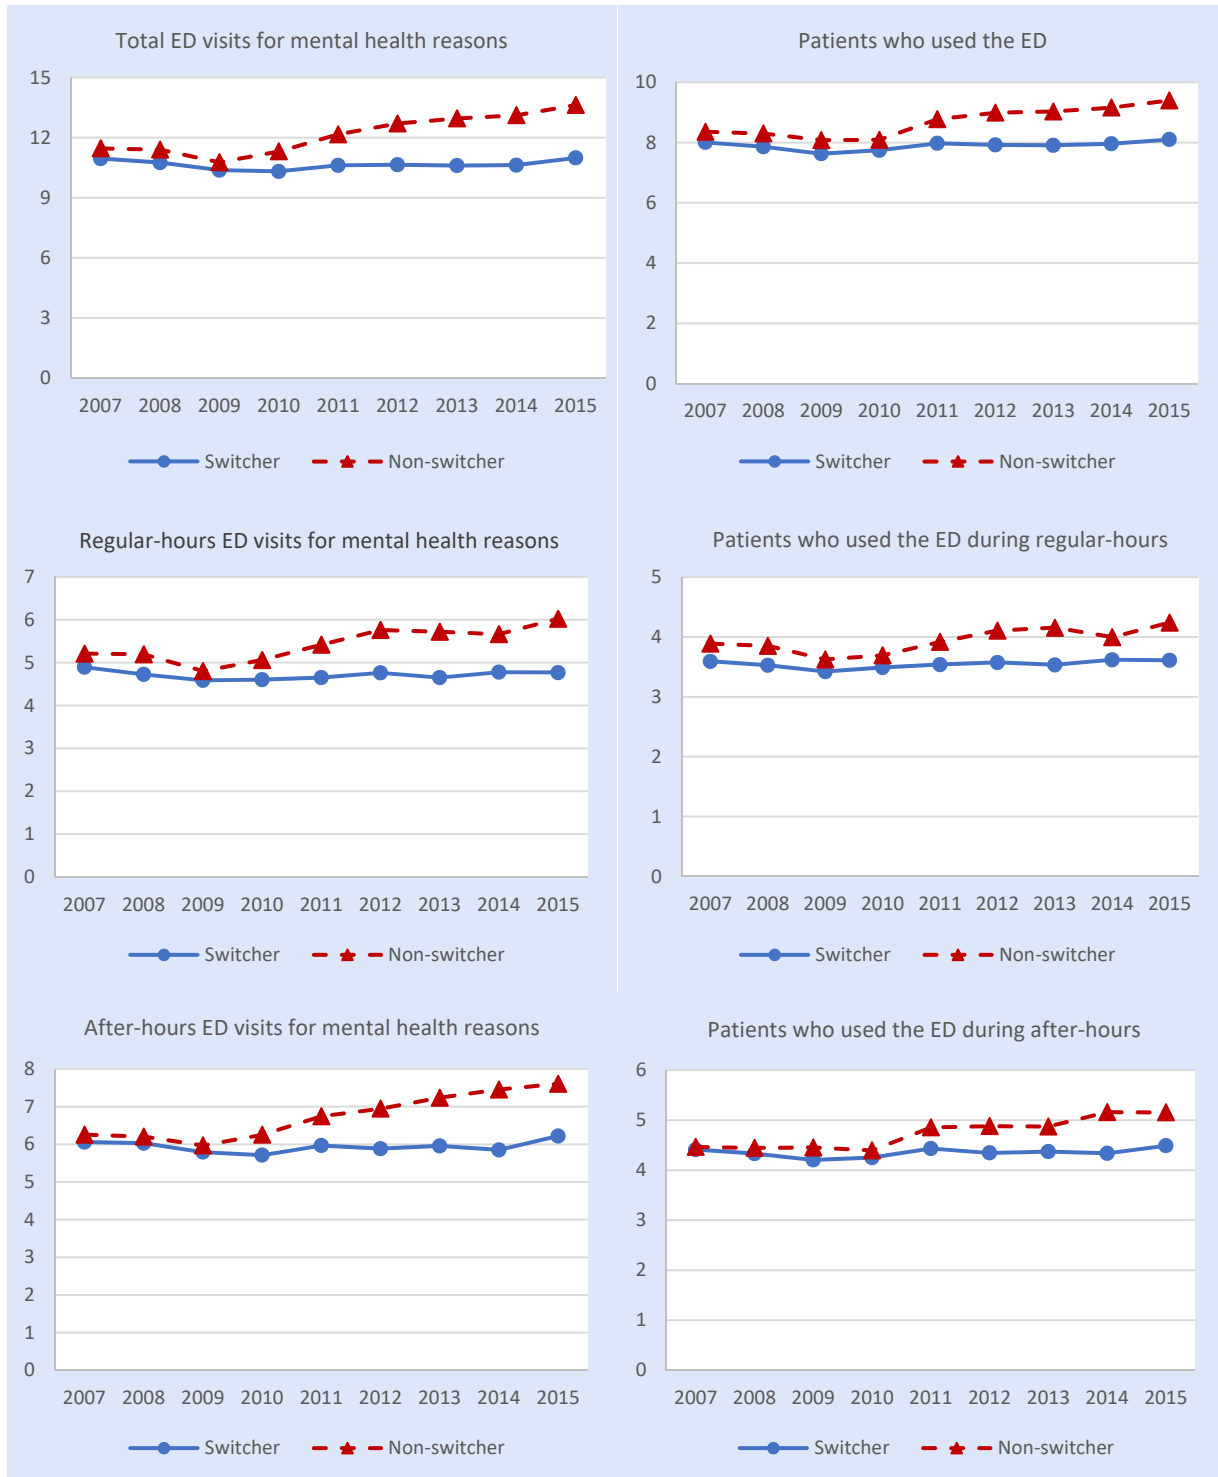 Total ED visits for mental health reasons
15
12
9
6
3
0
2007 2008 2009 2010 2011 2012 2013 2014 2015
Switcher Non-switcher
Patients who used the ED
10
8
6
4
2
0
2007 2008 2009 2010 2011 2012 2013 2014 2015
Switcher Non-switcher
Regular-hours ED visits for mental health reasons
7
6
5
4
3
2
1
0
2007 2008 2009 2010 2011 2012 2013 2014 2015
Switcher Non-switcher
Patients who used the ED during regular-hours
5
4
3
2
1
0
2007 2008 2009 2010 2011 2012 2013 2014 2015
Switcher Non-switcher
After-hours ED visits for mental health reasons
8
7
6
5
4
3
2
1
0
2007 2008 2009 2010 2011 2012 2013 2014 2015
Switcher Non-switcher
Patients who used the ED during after-hours
6
5
4
3
2
1
0
2007 2008 2009 2010 2011 2012 2013 2014 2015
Switcher Non-switcher